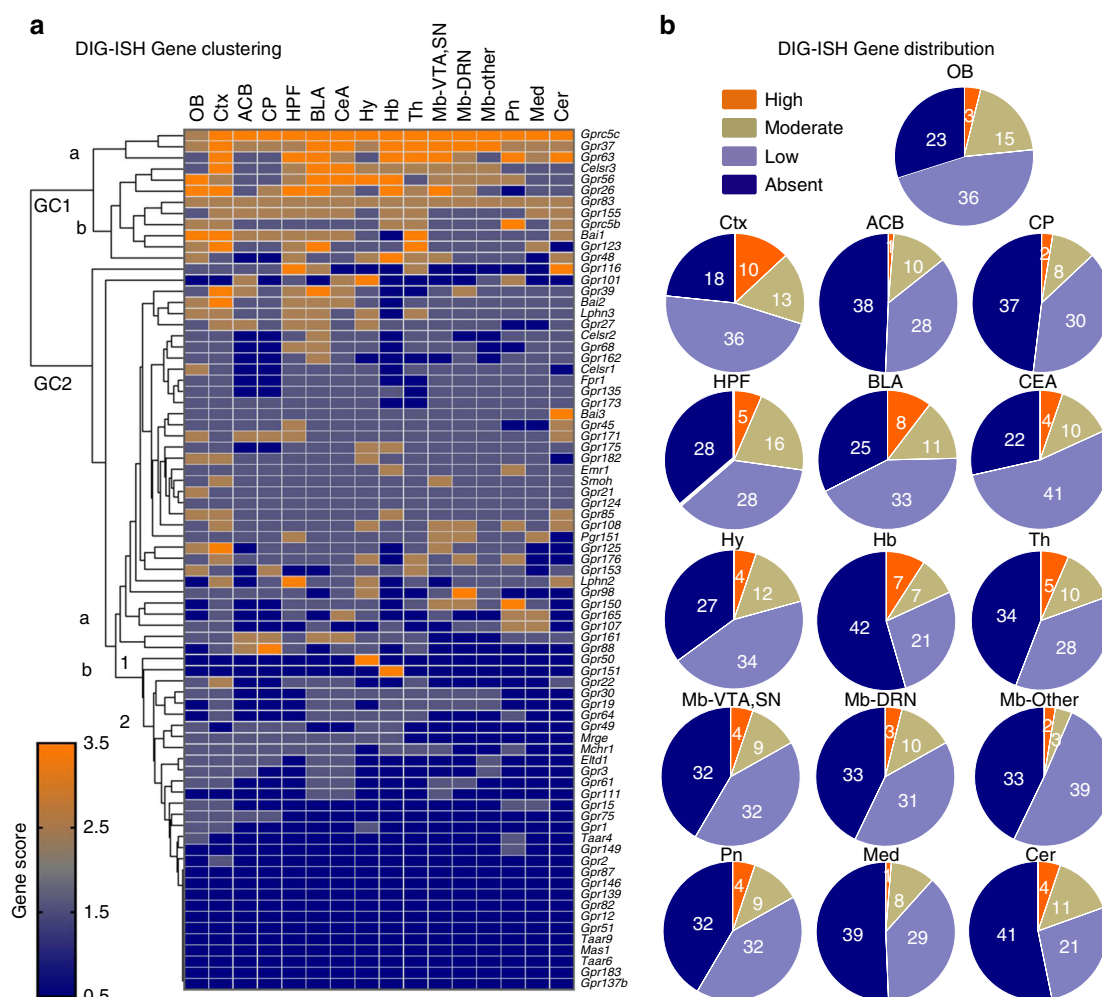 a
DIG-ISH Gene clustering
OB
Ctx
ACB
CP
HPF
BLA
CeA
Hy
Hb
Th
Mb-VTA,SN
Mb-DRN
Mb-other
Pn
Med
Cer
a
b
GC1
GC2
a
b
1
2
Gprc5c
Gpr37
Gpr63
Celsr3
Gpr56
Gpr26
Gpr83
Gpr155
Gprc5b
Bai1
Gpr123
Gpr48
Gpr116
Gpr101
Gpr39
Bai2
Lphn3
Gpr27
Celsr2
Gpr68
Gpr162
Celsr1
Fpr1
Gpr135
Gpr173
Bai3
Gpr45
Gpr171
Gpr175
Gpr182
Emr1
Smoh
Gpr21
Gpr124
Gpr85
Gpr108
Pgr151
Gpr125
Gpr176
Gpr153
Lphn2
Gpr98
Gpr150
Gpr165
Gpr107
Gpr161
Gpr88
Gpr50
Gpr151
Gpr22
Gpr30
Gpr19
Gpr64
Gpr49
Mrge
Mchr1
Eltd1
Gpr3
Gpr61
Gpr111
Gpr15
Gpr75
Gpr1
Taar4
Gpr149
Gpr2
Gpr87
Gpr146
Gpr139
Gpr82
Gpr12
Gpr51
Taar9
Mas1
Taar6
Gpr183
Gpr137b
Gene score
3.5
2.5
1.5
0.5
b
DIG-ISH Gene distribution
High
Moderate
Low
Absent
OB
3
15
36
23
Ctx
10
13
36
18
ACB
1
10
28
38
CP
2
8
30
37
HPF
5
16
28
28
BLA
8
11
33
25
CEA
4
10
41
22
Hy
4
12
34
27
Hb
7
7
21
42
Th
5
10
28
34
Mb-VTA,SN
4
9
32
32
Mb-DRN
3
10
31
33
Mb-Other
2
3
39
33
Pn
4
9
32
32
Med
1
8
29
39
Cer
4
11
21
41